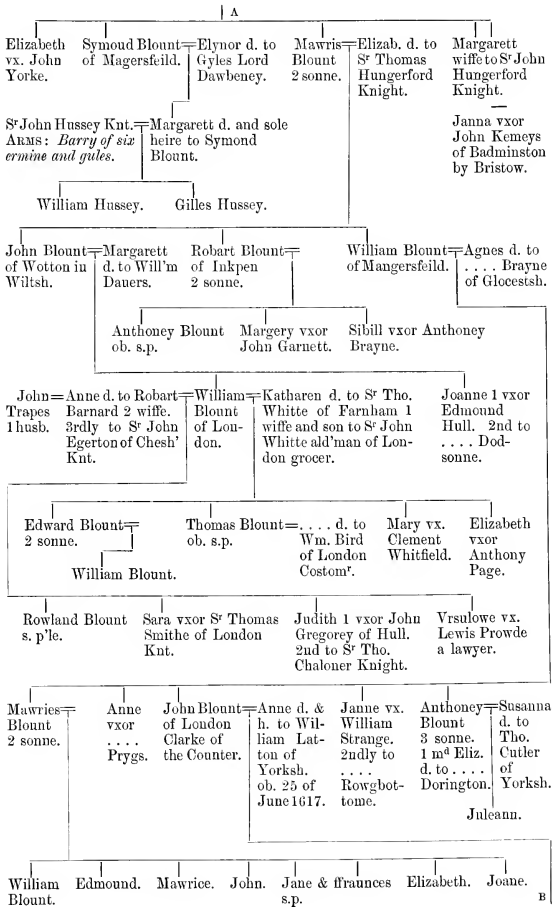 A
Elizabeth
vx. John
Yorke.
Symoud Blount
of Magersfeild.
Elynor d. to
Gyles Lord
Dawbeney.
Mawris
Blount
2 sonne.
Elizab. d. to
Sr Thomas
Hungerford
Knight.
Margarett
wiffe to Sr John
Hungerford
Knight.
—
Janna vxor
John Kemeys
of Badminston
by Bristow.
Sr John Hussey Knt.
ARMS: Barry of six
ermine and gules.
Margarett d. and sole
heire to Symond
Blount.
William Hussey.
Gilles Hussey.
John Blount
of Wotton in
Wiltsh.
Margarett
d. to Will'm
Dauers.
Robart Blount
of Inkpen
2 sonne.
William Blount
of Mangersfeild.
Agnes d. to
.... Brayne
of Glocestsh.
Anthoney Blount
ob. s.p.
Margery vxor
John Garnett.
Sibill vxor Anthoney
Brayne.
John
Trapes
1 husb.
Anne d. to Robart
Barnard 2 wiffe.
3rdly to Sr John
Egerton of Chesh'
Knt.
William
Blount
of Lon-
don.
Katharen d. to Sr Tho.
Whitte of Farnham 1
wiffe and son to Sr John
Whitte ald'man of Lon-
don grocer.
Joanne 1 vxor
Edmound
Hull. 2nd to
.... Dod-
sonne.
Edward Blount
2 sonne.
William Blount.
Thomas Blount
ob. s.p.
.... d. to
Wm. Bird
of London
Costomr.
Mary vx.
Clement
Whitfield.
Elizabeth
vxor
Anthony
Page.
Rowland Blount
s. p'le.
Sara vxor Sr Thomas
Smithe of London
Knt.
Judith 1 vxor John
Gregorey of Hull.
2nd to Sr Tho.
Chaloner Knight.
Vrsulowe vx.
Lewis Prowde
a lawyer.
Mawries
Blount
2 sonne.
Anne
vxor
....
Prygs.
John Blount
of London
Clarke of
the Counter.
Anne d. &
h. to Wil-
liam Lat-
ton of
Yorksh.
ob. 25 of
June 1617.
Janne vx.
William
Strange.
2ndly to
....
Rowgbot-
tome.
Anthoney
Blount
3 sonne.
1 md Eliz.
d. to ....
Dorington.
Susanna
d. to
Tho.
Cutler
of
Yorksh.
Juleann.
William
Blount.
Edmound.
Mawrice.
John.
Jane & ffraunces
s.p.
Elizabeth.
Joane.
B